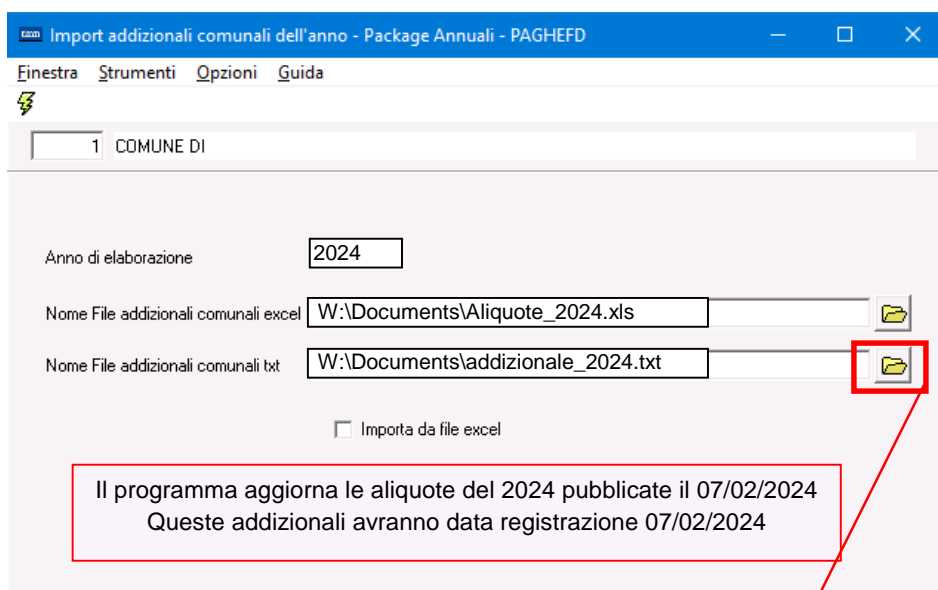 Import addizionali comunali dell'anno - Package Annuali - PAGHEFD
Finestra Strumenti Opzioni Guida
1 COMUNE DI
Anno di elaborazione 2024
Nome File addizionali comunali excel W:\Documents\Aliquote_2024.xls
Nome File addizionali comunali txt W:\Documents\addizionale_2024.txt
Importa da file excel
Il programma aggiorna le aliquote del 2024 pubblicate il 07/02/2024
Queste addizionali avranno data registrazione 07/02/2024